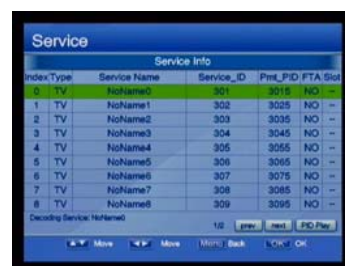 Service
Service Info
Index Type Service Name Service_ID Pmt_PID FTA Slot
0 TV NoName0 301 3015 NO --
1 TV NoName1 302 3025 NO --
2 TV NoName2 303 3035 NO --
3 TV NoName3 304 3045 NO --
4 TV NoName4 305 3055 NO --
5 TV NoName5 306 3065 NO --
6 TV NoName6 307 3075 NO --
7 TV NoName7 308 3085 NO --
8 TV NoName8 309 3095 NO --
Decoding Service: NoName0
1/2 prev next PID Play
▲▼ Move ◄► Move Menu Back OK OK